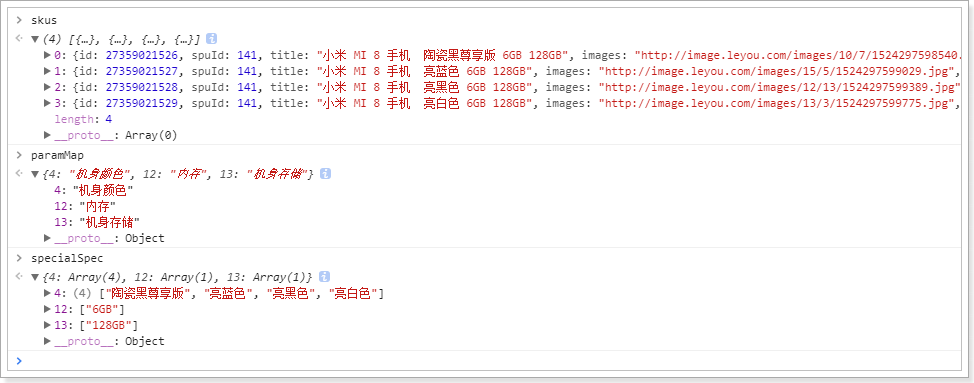 skus
(4) [{…}, {…}, {…}, {…}]
0: {id: 27359021526, spuId: 141, title: "小米 MI 8 手机 陶瓷黑尊享版 6GB 128GB", images: "http://image.leyou.com/images/10/7/1524297598540.
1: {id: 27359021527, spuId: 141, title: "小米 MI 8 手机 亮蓝色 6GB 128GB", images: "http://image.leyou.com/images/15/5/1524297599029.jpg",
2: {id: 27359021528, spuId: 141, title: "小米 MI 8 手机 亮黑色 6GB 128GB", images: "http://image.leyou.com/images/12/13/1524297599389.jpg"
3: {id: 27359021529, spuId: 141, title: "小米 MI 8 手机 亮白色 6GB 128GB", images: "http://image.leyou.com/images/13/3/1524297599775.jpg",
length: 4
__proto__: Array(0)
paramMap
{4: "机身颜色", 12: "内存", 13: "机身存储"}
4: "机身颜色"
12: "内存"
13: "机身存储"
__proto__: Object
specialSpec
{4: Array(4), 12: Array(1), 13: Array(1)}
4: (4) ["陶瓷黑尊享版", "亮蓝色", "亮黑色", "亮白色"]
12: ["6GB"]
13: ["128GB"]
__proto__: Object